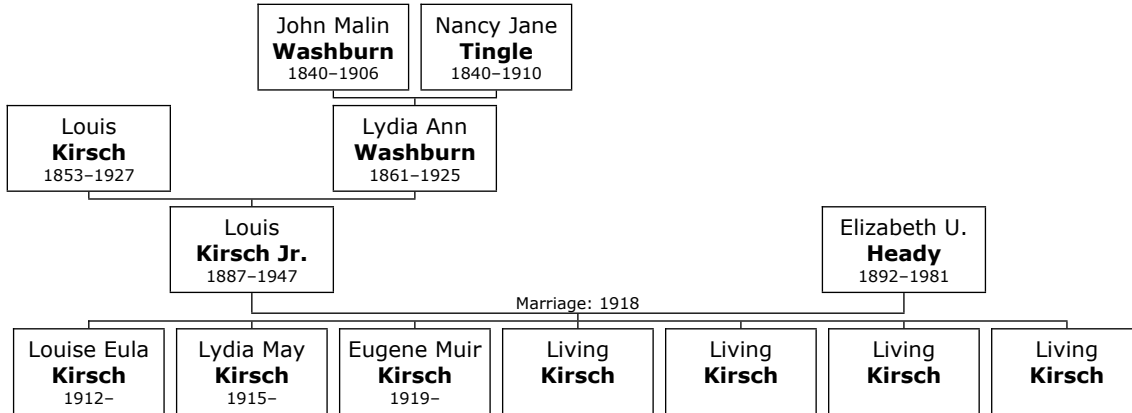 John Malin
Washburn
1840–1906
Nancy Jane
Tingle
1840–1910
Louis
Kirsch
1853–1927
Lydia Ann
Washburn
1861–1925
Louis
Kirsch Jr.
1887–1947
Elizabeth U.
Heady
1892–1981
Marriage: 1918
Louise Eula
Kirsch
1912–
Lydia May
Kirsch
1915–
Eugene Muir
Kirsch
1919–
Living
Kirsch
Living
Kirsch
Living
Kirsch
Living
Kirsch